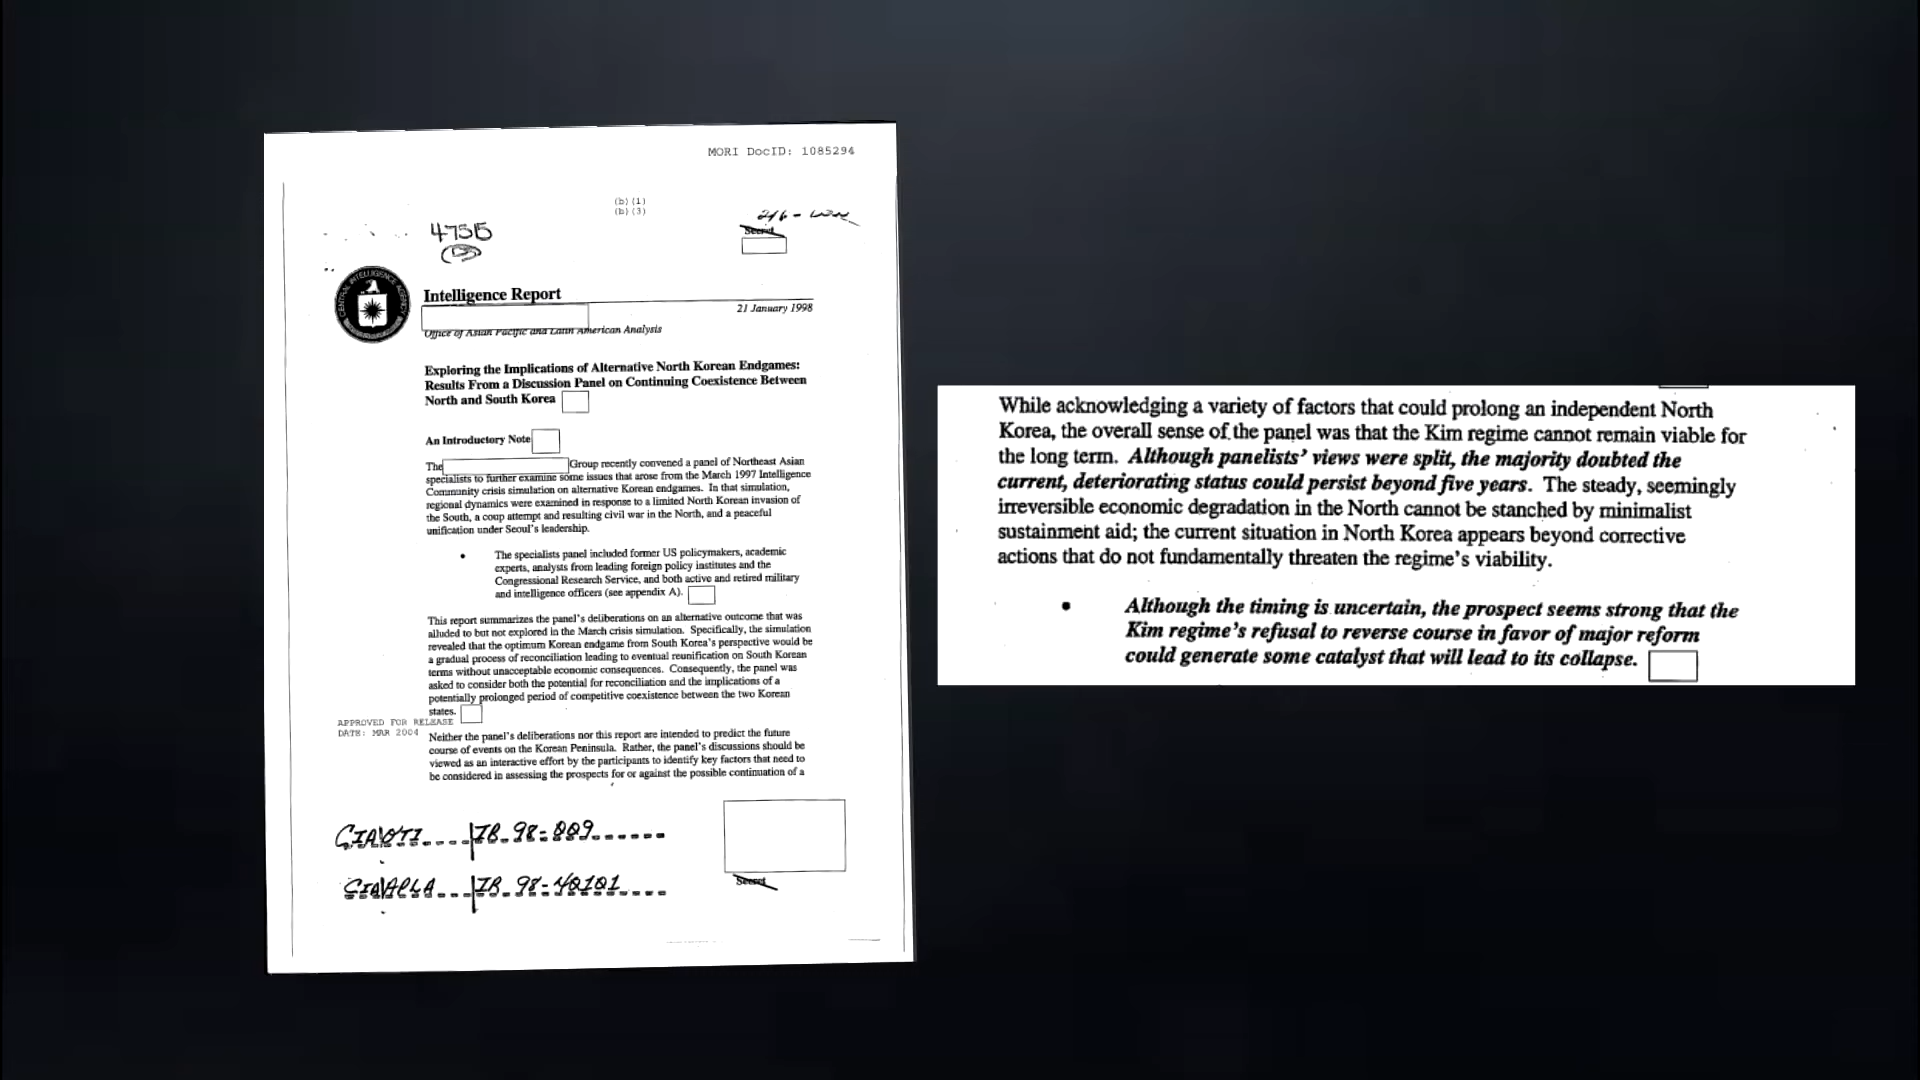 MORI DocID: 1085294
(b)(1)
(b)(3)
Secret
CENTRAL INTELLIGENCE AGENCY
Intelligence Report
21 January 1998
Office of Asian Pacific and Latin American Analysis
Exploring the Implications of Alternative North Korean Endgames:
Results From a Discussion Panel on Continuing Coexistence Between
North and South Korea
An Introductory Note
The Group recently convened a panel of Northeast Asian
specialists to further examine some issues that arose from the March 1997 Intelligence
Community crisis simulation on alternative Korean endgames. In that simulation,
regional dynamics were examined in response to a limited North Korean invasion of
the South, a coup attempt and resulting civil war in the North, and a peaceful
unification under Seoul's leadership.
• The specialists panel included former US policymakers, academic
experts, analysts from leading foreign policy institutes and the
Congressional Research Service, and both active and retired military
and intelligence officers (see appendix A).
This report summarizes the panel's deliberations on an alternative outcome that was
alluded to but not explored in the March crisis simulation. Specifically, the simulation
revealed that the optimum Korean endgame from South Korea's perspective would be
a gradual process of reconciliation leading to eventual reunification on South Korean
terms without unacceptable economic consequences. Consequently, the panel was
asked to consider both the potential for reconciliation and the implications of a
potentially prolonged period of competitive coexistence between the two Korean
states.
APPROVED FOR RELEASE
DATE: MAR 2004
Neither the panel's deliberations nor this report are intended to predict the future
course of events on the Korean Peninsula. Rather, the panel's discussions should be
viewed as an interactive effort by the participants to identify key factors that need to
be considered in assessing the prospects for or against the possible continuation of a
Secret
While acknowledging a variety of factors that could prolong an independent North
Korea, the overall sense of the panel was that the Kim regime cannot remain viable for
the long term. Although panelists' views were split, the majority doubted the
current, deteriorating status could persist beyond five years. The steady, seemingly
irreversible economic degradation in the North cannot be stanched by minimalist
sustainment aid; the current situation in North Korea appears beyond corrective
actions that do not fundamentally threaten the regime's viability.
• Although the timing is uncertain, the prospect seems strong that the
Kim regime's refusal to reverse course in favor of major reform
could generate some catalyst that will lead to its collapse.